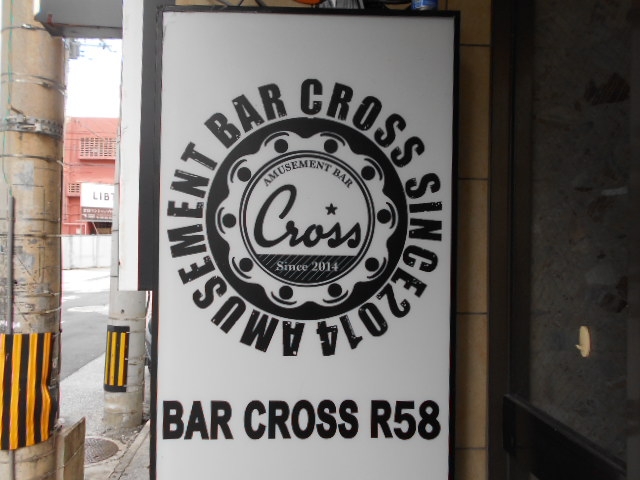 AMUSEMENT BAR CROSS SINCE 2014
AMUSEMENT BAR
Cross
Since 2014
BAR CROSS R58